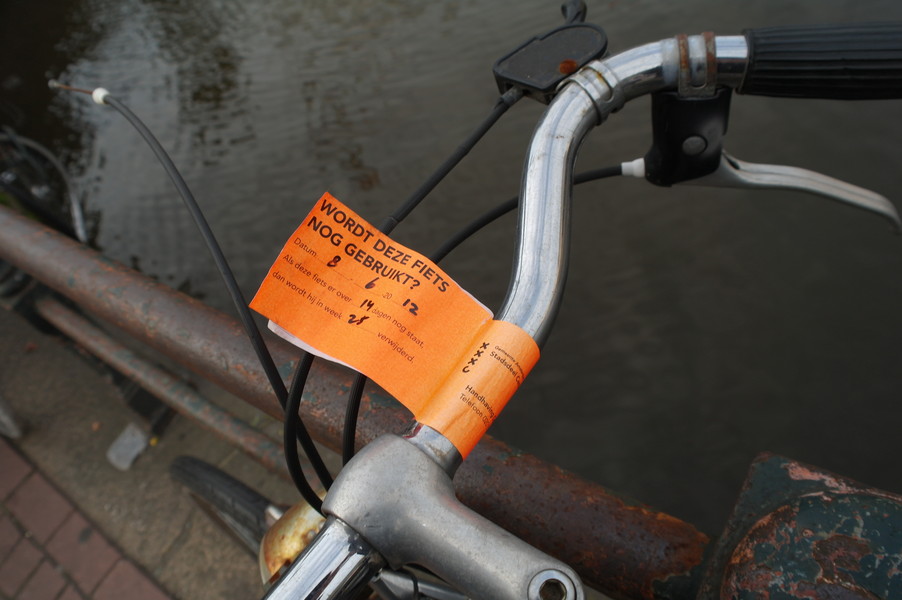 WORDT DEZE FIETS
NOG GEBRUIKT?
Datum 8 6 20 12
Als deze fiets er over 14 dagen nog staat,
dan wordt hij in week 25 verwijderd.
Gemeente
Stadsdeel
Handhaving
Telefoon